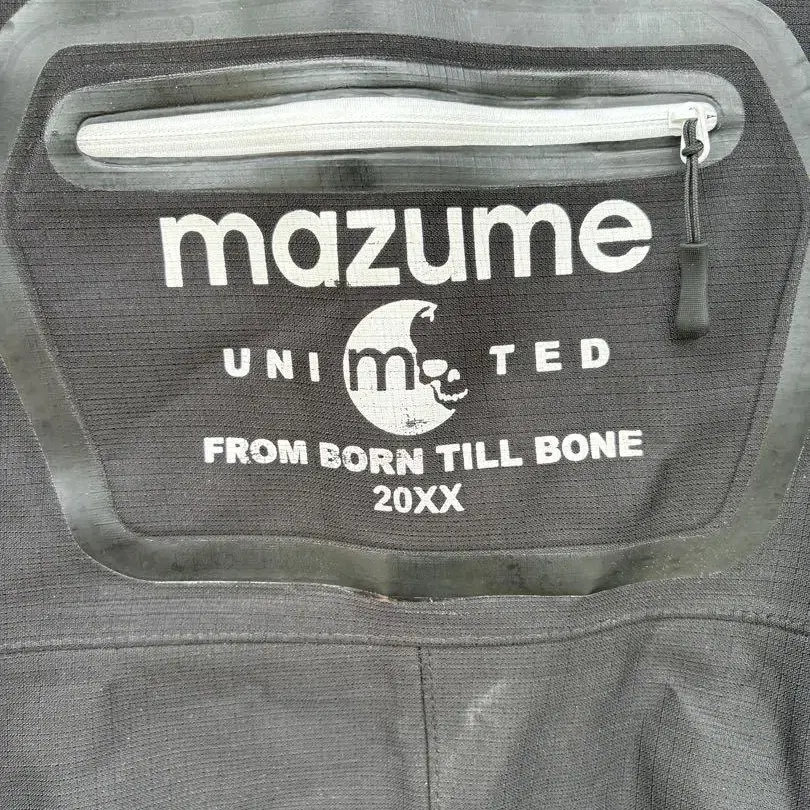 mazume
UNI m TED
FROM BORN TILL BONE
20XX